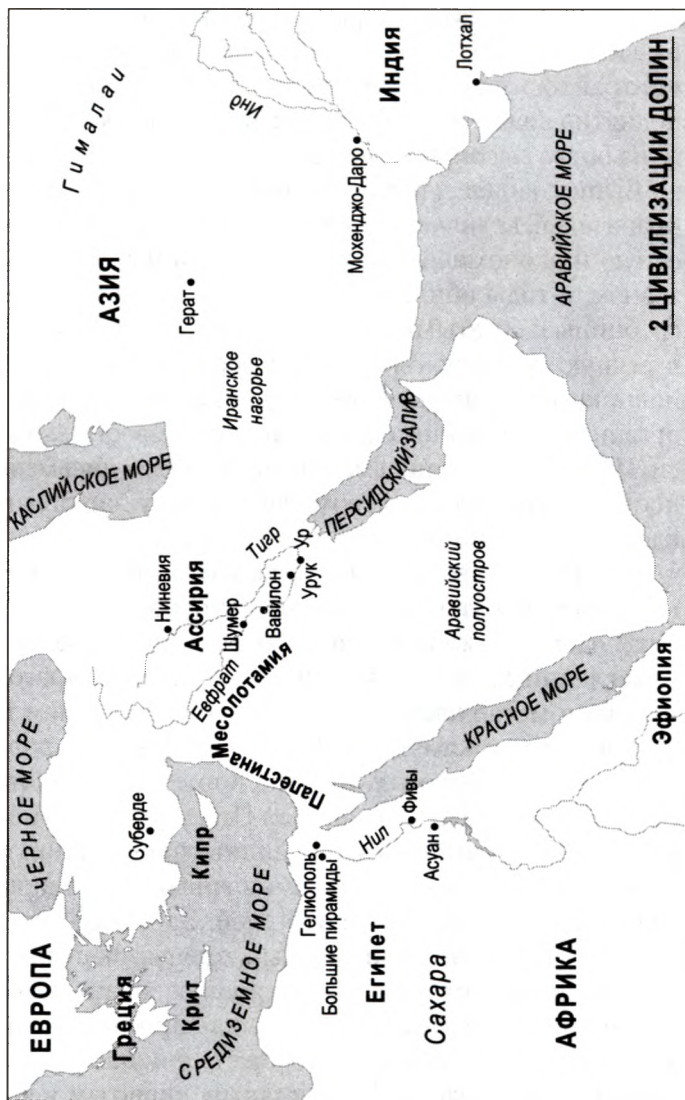 ЕВРОПА
ЧЕРНОЕ МОРЕ
КАСПИЙСКОЕ МОРЕ
АЗИЯ
Гималаи
Греция
Крит
СРЕДИЗЕМНОЕ МОРЕ
Суберде
Кипр
Ниневия
Ассирия
Тигр
Евфрат
Шумер
Месопотамия
Вавилон
Урук
Ур
Палестина
Иранское
нагорье
Герат
Инд
Мохенджо-Даро
Индия
Лотхал
ПЕРСИДСКИЙ ЗАЛИВ
Гелиополь
Большие пирамиды
Египет
Нил
Фивы
Асуан
Сахара
АФРИКА
КРАСНОЕ МОРЕ
Аравийский
полуостров
Эфиопия
АРАВИЙСКОЕ МОРЕ
2 ЦИВИЛИЗАЦИИ ДОЛИН